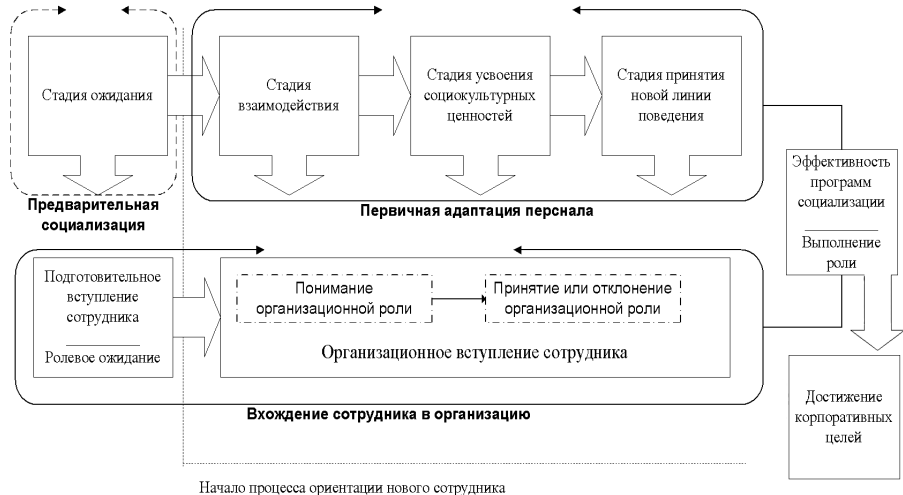 Стадия ожидания
Стадия
взаимодействия
Стадия усвоения
социокультурных
ценностей
Стадия принятия
новой линии
поведения
Предварительная
социализация
Первичная адаптация перснала
Эффективность
программ
социализации
Выполнение
роли
Подготовительное
вступление
сотрудника
Ролевое ожидание
Понимание
организационной роли
Принятие или отклонение
организационной роли
Организационное вступление сотрудника
Вхождение сотрудника в организацию
Достижение
корпоративных
целей
Начало процесса ориентации нового сотрудника